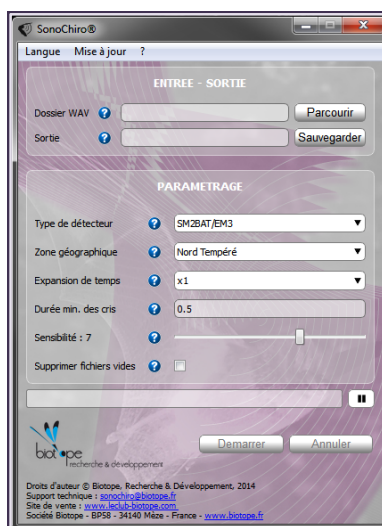 SonoChiro®
Langue Mise à jour ?
ENTREE - SORTIE
Dossier WAV ? Parcourir
Sortie ? Sauvegarder
PARAMETRAGE
Type de détecteur ? SM2BAT/EM3
Zone géographique ? Nord Tempéré
Expansion de temps ? x1
Durée min. des cris ? 0.5
Sensibilité : 7 ?
Supprimer fichiers vides ?
biotope
recherche & développement
Demarrer Annuler
Droits d'auteur © Biotope, Recherche & Développement, 2014
Support technique : sonochiro@biotope.fr
Site de vente : www.leclub-biotope.com
Société Biotope - BP58 - 34140 Mèze - France - www.biotope.fr